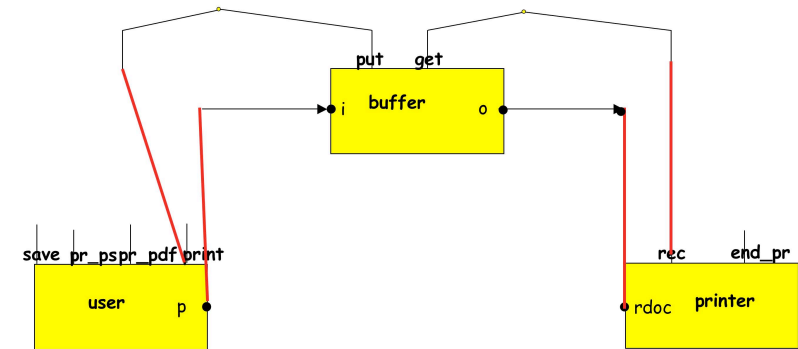 put get
buffer
i o
save pr_ps pr_pdf print
user
p
rec end_pr
printer
rdoc